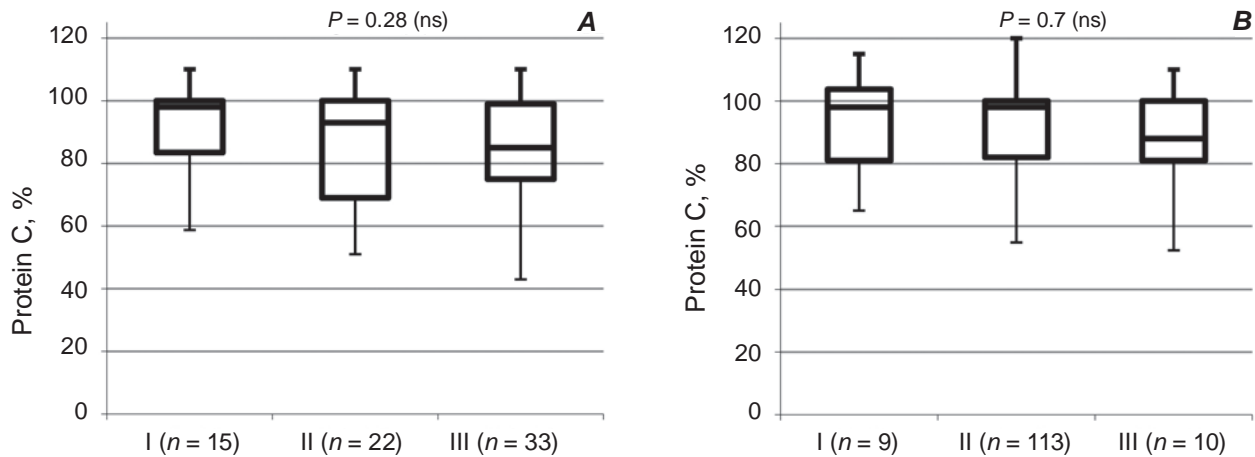 P = 0.28 (ns) A
120
100
80
60
40
20
0
Protein C, %
I (n = 15) II (n = 22) III (n = 33)
P = 0.7 (ns) B
120
100
80
60
40
20
0
Protein C, %
I (n = 9) II (n = 113) III (n = 10)